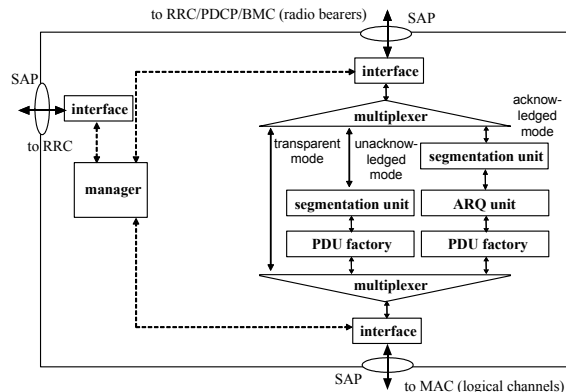 to RRC/PDCP/BMC (radio bearers)
SAP
SAP
interface
interface
to RRC
multiplexer
acknow-
ledged
mode
transparent
mode
unacknow-
ledged
mode
segmentation unit
manager
segmentation unit
ARQ unit
PDU factory
PDU factory
multiplexer
interface
SAP
to MAC (logical channels)